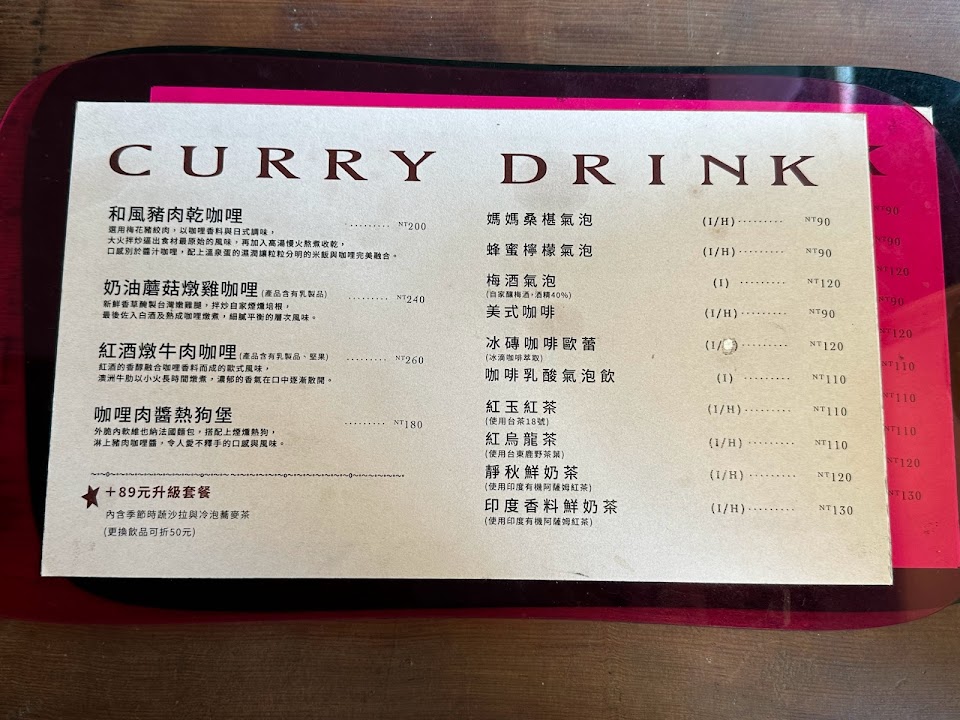 CURRY
和風豬肉乾咖哩 ········· NT200
選用梅花豬絞肉，以咖哩香料與日式調味，
大火拌炒逼出食材最原始的風味，再加入高湯慢火熬煮收乾，
口感別於醬汁咖哩，配上溫泉蛋的濕潤讓粒粒分明的米飯與咖哩完美融合。
奶油蘑菇燉雞咖哩(產品含有乳製品) ········· NT240
新鮮香草醃製台灣嫩雞腿，拌炒自家煙燻培根，
最後佐入白酒及熟成咖哩燉煮，細膩平衡的層次風味。
紅酒燉牛肉咖哩(產品含有乳製品、堅果) ········· NT260
紅酒的香醇融合咖哩香料而成的歐式風味，
澳洲牛肋以小火長時間燉煮，濃郁的香氣在口中逐漸散開。
咖哩肉醬熱狗堡 ········· NT180
外脆內軟維也納法國麵包，搭配上煙燻熱狗，
淋上豬肉咖哩醬，令人愛不釋手的口感與風味。
+89元升級套餐
內含季節時蔬沙拉與冷泡蕎麥茶
(更換飲品可折50元)
DRINK
媽媽桑椹氣泡 (I/H)········· NT90
蜂蜜檸檬氣泡 (I/H)········· NT90
梅酒氣泡 (I) ········· NT120
(自家釀梅酒，酒精40%)
美式咖啡 (I/H)········· NT90
冰磚咖啡歐蕾 (I/ ········· NT120
(冰滴咖啡萃取)
咖啡乳酸氣泡飲 (I) ········· NT110
紅玉紅茶 (I/H)········· NT110
(使用台茶18號)
紅烏龍茶 (I/H)········· NT110
(使用台東鹿野茶葉)
靜秋鮮奶茶 (I/H)········· NT120
(使用印度有機阿薩姆紅茶)
印度香料鮮奶茶 (I/H)········· NT130
(使用印度有機阿薩姆紅茶)
K
NT90
NT90
NT120
NT90
NT120
NT110
NT110
NT110
NT120
NT130